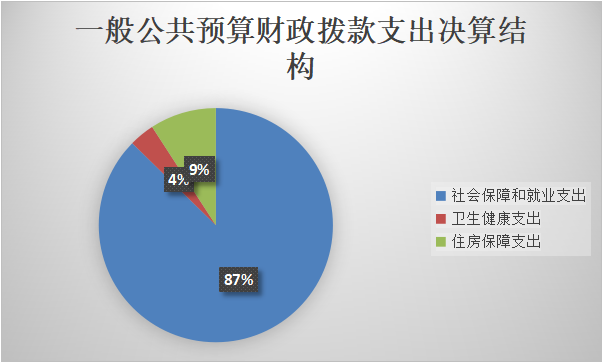 一般公共预算财政拨款支出决算结
构
4%
9%
87%
社会保障和就业支出
卫生健康支出
住房保障支出